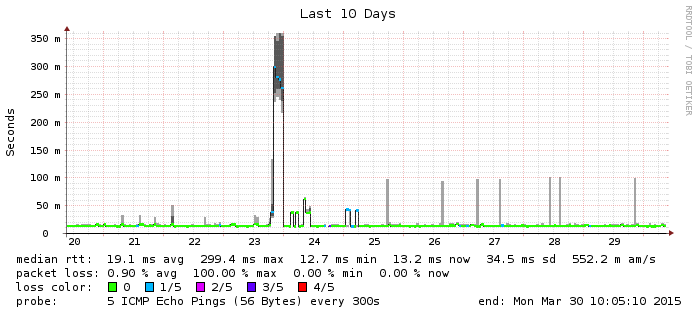 Last 10 Days
RRDTOOL / TOBI OETIKER
Seconds
350 m
300 m
250 m
200 m
150 m
100 m
50 m
0
20 21 22 23 24 25 26 27 28 29
median rtt: 19.1 ms avg 299.4 ms max 12.7 ms min 13.2 ms now 34.5 ms sd 552.2 m am/s
packet loss: 0.90 % avg 100.00 % max 0.00 % min 0.00 % now
loss color: 0 1/5 2/5 3/5 4/5
probe: 5 ICMP Echo Pings (56 Bytes) every 300s end: Mon Mar 30 10:05:10 2015